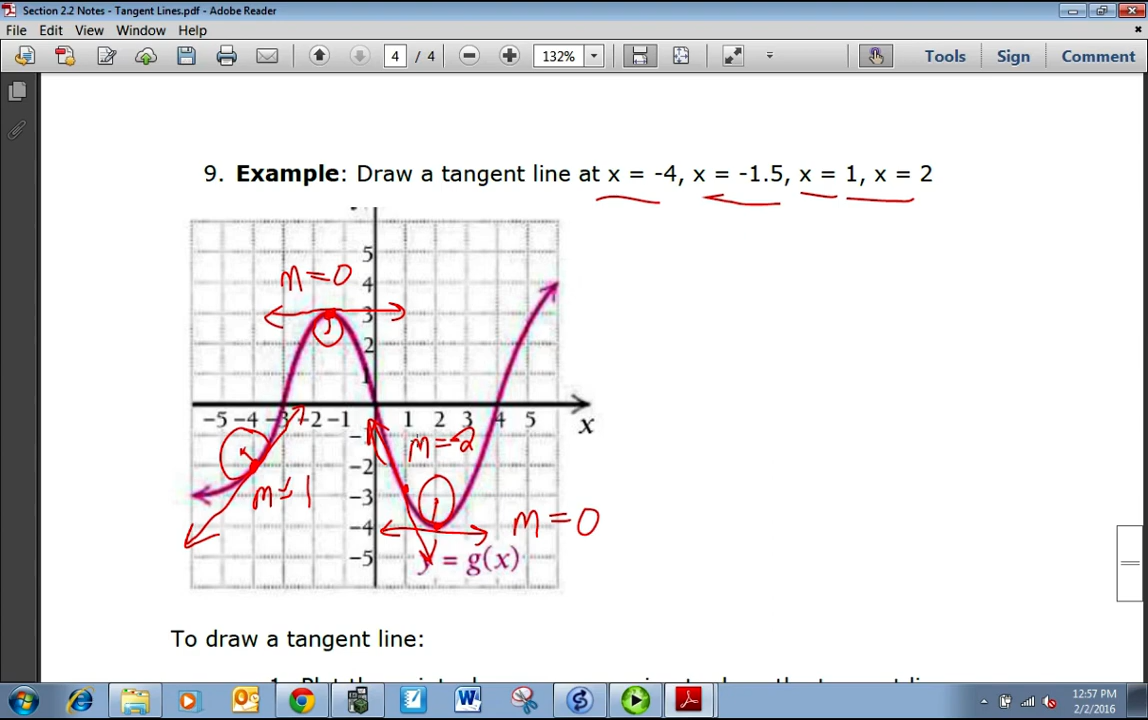 Section 2.2 Notes - Tangent Lines.pdf - Adobe Reader
File Edit View Window Help
4 / 4 132% Tools Sign Comment
9. Example: Draw a tangent line at x = -4, x = -1.5, x = 1, x = 2
5
m=0
4
3
2
1
-5 -4 -3 -2 -1 1 2 3 4 5 x
m=-2
-2
-3
m=1
-4
m=0
-5
y = g(x)
To draw a tangent line:
12:57 PM
2/2/2016